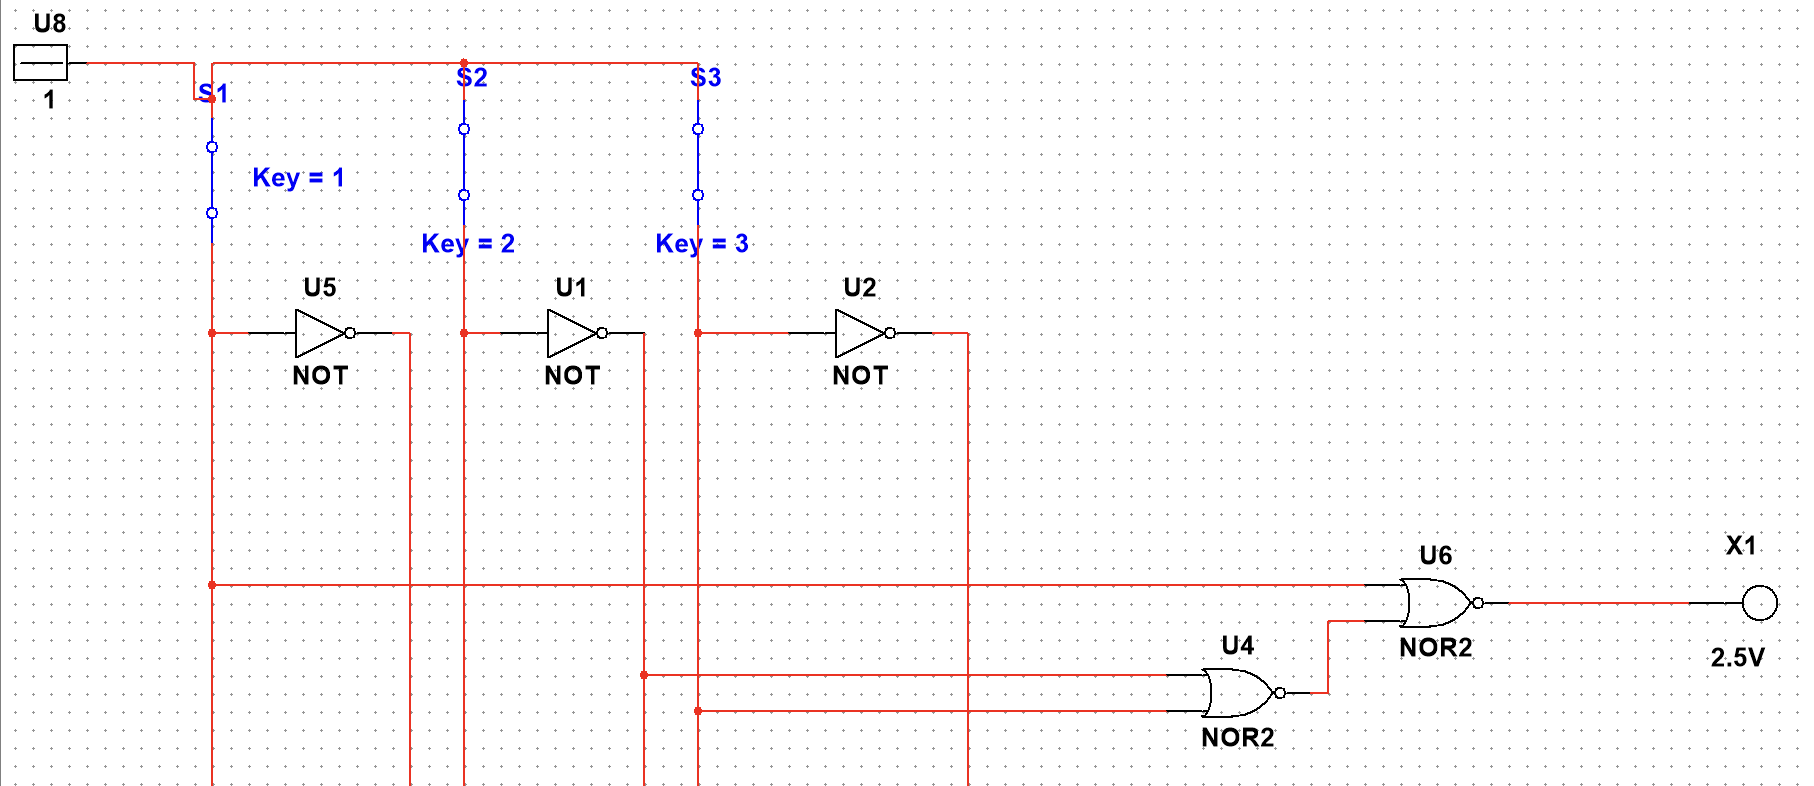 U8
1
S1
S2
S3
Key = 1
Key = 2
Key = 3
U5
NOT
U1
NOT
U2
NOT
U6
NOR2
X1
2.5V
U4
NOR2